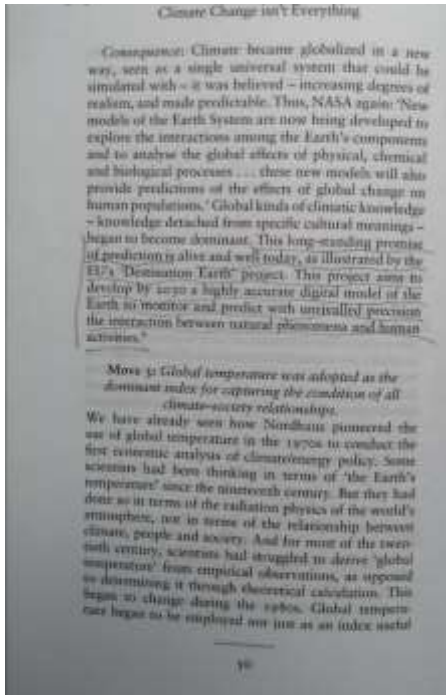 Climate Change isn't Everything
Consequence: Climate became globalized in a new
way, seen as a single universal system that could be
simulated with – it was believed – increasing degrees of
realism, and made predictable. Thus, NASA again: 'New
models of the Earth System are now being developed to
explore the interactions among the Earth's components
and to analyse the global effects of physical, chemical
and biological processes . . . these new models will also
provide predictions of the effects of global change on
human populations.' Global kinds of climatic knowledge
– knowledge detached from specific cultural meanings –
began to become dominant. This long-standing promise
of prediction is alive and well today, as illustrated by the
EU's 'Destination Earth' project. This project aims to
develop by 2030 a highly accurate digital model of the
Earth to 'monitor and predict with unrivalled precision
the interaction between natural phenomena and human
activities.'
Move 3: Global temperature was adopted as the
dominant index for capturing the condition of all
climate–society relationships.
We have already seen how Nordhaus pioneered the
use of global temperature in the 1970s to conduct the
first economic analysis of climate/energy policy. Some
scientists had been thinking in terms of 'the Earth's
temperature' since the nineteenth century. But they had
done so in terms of the radiation physics of the world's
atmosphere, not in terms of the relationship between
climate, people and society. And for most of the twen-
tieth century, scientists had struggled to derive 'global
temperature' from empirical observations, as opposed
to determining it through theoretical calculation. This
began to change during the 1980s. Global tempera-
ture began to be employed not just as an index useful